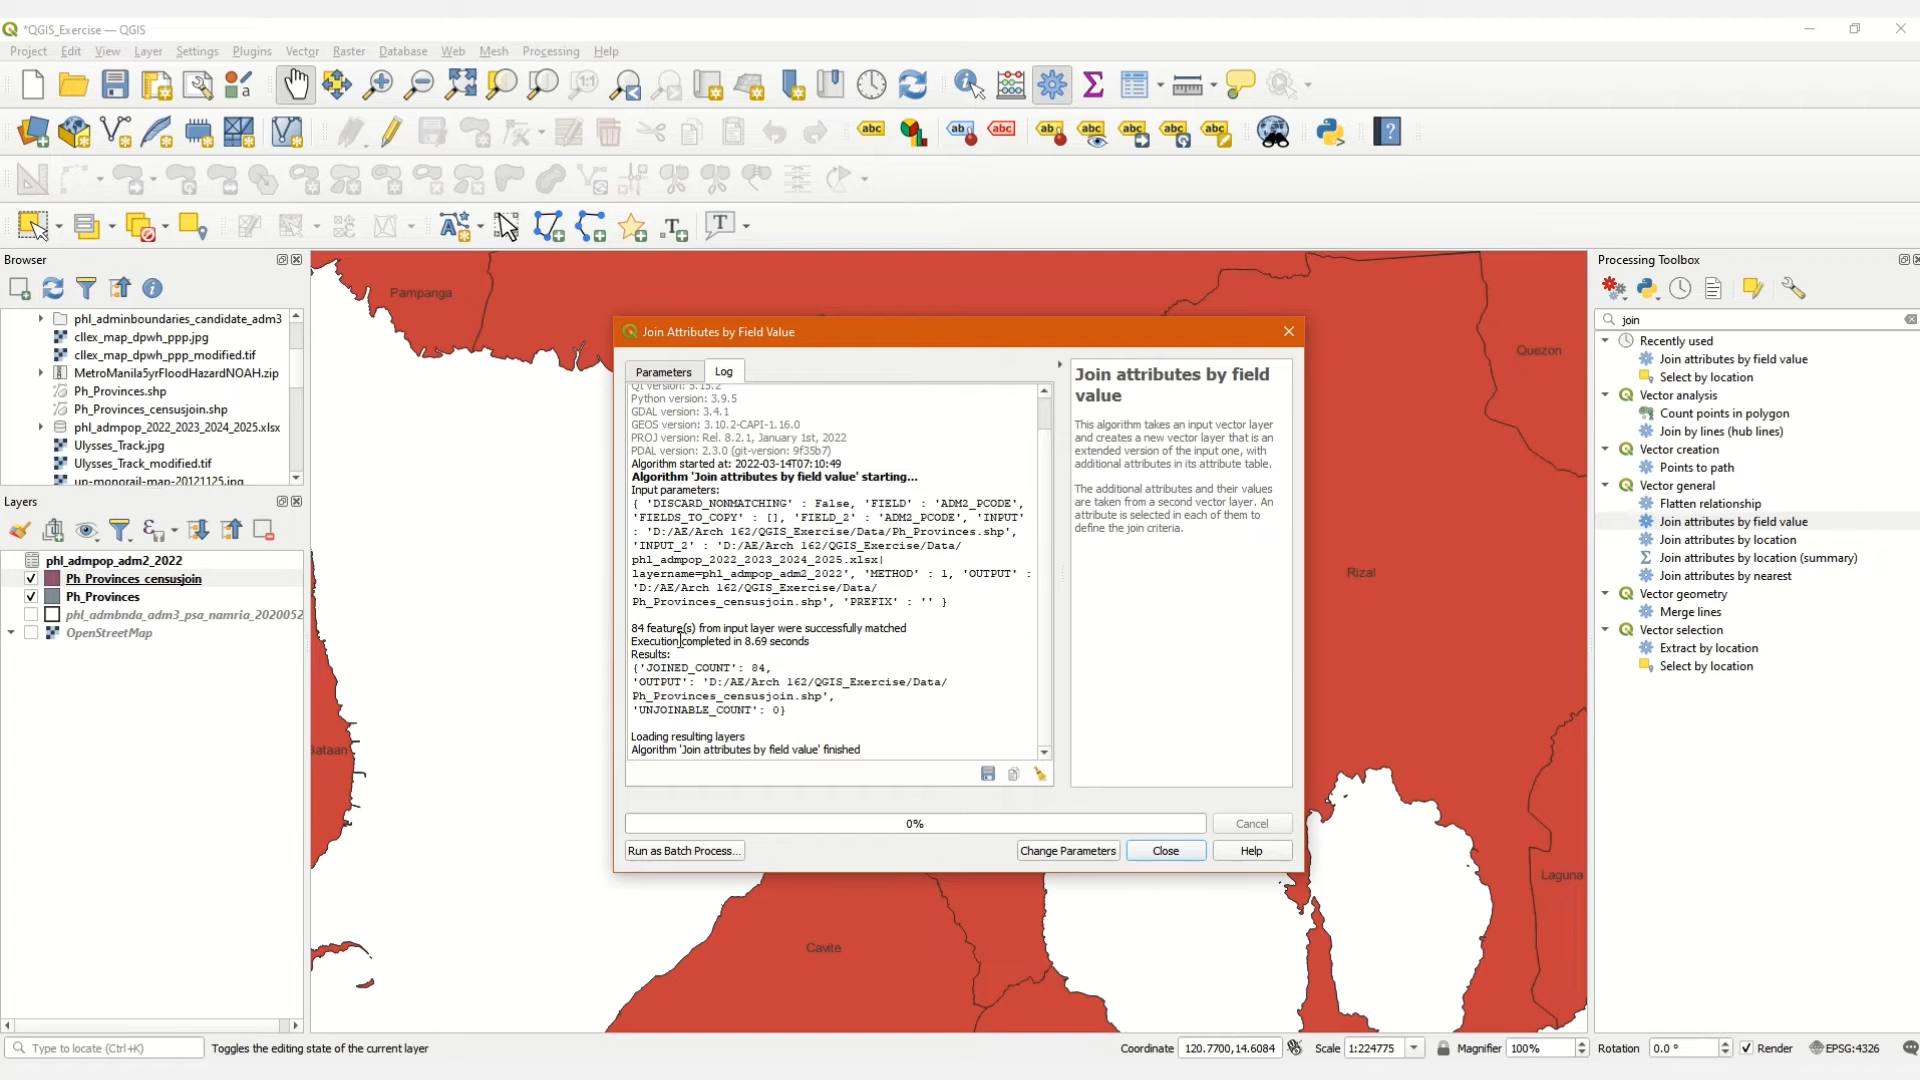 *QGIS_Exercise — QGIS
Project Edit View Layer Settings Plugins Vector Raster Database Web Mesh Processing Help
Browser
phl_adminboundaries_candidate_adm3
cllex_map_dpwh_ppp.jpg
cllex_map_dpwh_ppp_modified.tif
MetroManila5yrFloodHazardNOAH.zip
Ph_Provinces.shp
Ph_Provinces_censusjoin.shp
phl_admpop_2022_2023_2024_2025.xlsx
Ulysses_Track.jpg
Ulysses_Track_modified.tif
up-monorail-map-20121125.jpg
Layers
phl_admpop_adm2_2022
Ph_Provinces_censusjoin
Ph_Provinces
phl_admbnda_adm3_psa_namria_2020052
OpenStreetMap
Pampanga
Quezon
Rizal
Bataan
Laguna
Cavite
Join Attributes by Field Value
Parameters Log
Qt version: 5.15.2
Python version: 3.9.5
GDAL version: 3.4.1
GEOS version: 3.10.2-CAPI-1.16.0
PROJ version: Rel. 8.2.1, January 1st, 2022
PDAL version: 2.3.0 (git-version: 9f35b7)
Algorithm started at: 2022-03-14T07:10:49
Algorithm 'Join attributes by field value' starting...
Input parameters:
{ 'DISCARD_NONMATCHING' : False, 'FIELD' : 'ADM2_PCODE',
'FIELDS_TO_COPY' : [], 'FIELD_2' : 'ADM2_PCODE', 'INPUT'
: 'D:/AE/Arch 162/QGIS_Exercise/Data/Ph_Provinces.shp',
'INPUT_2' : 'D:/AE/Arch 162/QGIS_Exercise/Data/
phl_admpop_2022_2023_2024_2025.xlsx|
layername=phl_admpop_adm2_2022', 'METHOD' : 1, 'OUTPUT' :
'D:/AE/Arch 162/QGIS_Exercise/Data/
Ph_Provinces_censusjoin.shp', 'PREFIX' : '' }
84 feature(s) from input layer were successfully matched
Execution completed in 8.69 seconds
Results:
{'JOINED_COUNT': 84,
'OUTPUT': 'D:/AE/Arch 162/QGIS_Exercise/Data/
Ph_Provinces_censusjoin.shp',
'UNJOINABLE_COUNT': 0}
Loading resulting layers
Algorithm 'Join attributes by field value' finished
Join attributes by field
value
This algorithm takes an input vector layer
and creates a new vector layer that is an
extended version of the input one, with
additional attributes in its attribute table.
The additional attributes and their values
are taken from a second vector layer. An
attribute is selected in each of them to
define the join criteria.
0%
Cancel
Run as Batch Process...
Change Parameters
Close
Help
Processing Toolbox
join
Recently used
Join attributes by field value
Select by location
Vector analysis
Count points in polygon
Join by lines (hub lines)
Vector creation
Points to path
Vector general
Flatten relationship
Join attributes by field value
Join attributes by location
Join attributes by location (summary)
Join attributes by nearest
Vector geometry
Merge lines
Vector selection
Extract by location
Select by location
Type to locate (Ctrl+K)
Toggles the editing state of the current layer
Coordinate 120.7700,14.6084
Scale 1:224775
Magnifier 100%
Rotation 0.0 °
Render
EPSG:4326